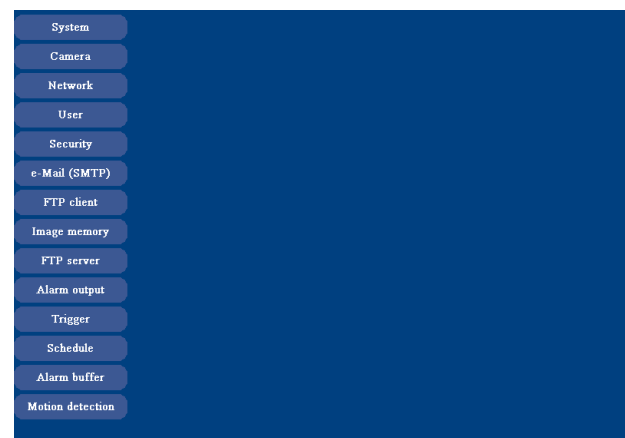 System
Camera
Network
User
Security
e-Mail (SMTP)
FTP client
Image memory
FTP server
Alarm output
Trigger
Schedule
Alarm buffer
Motion detection